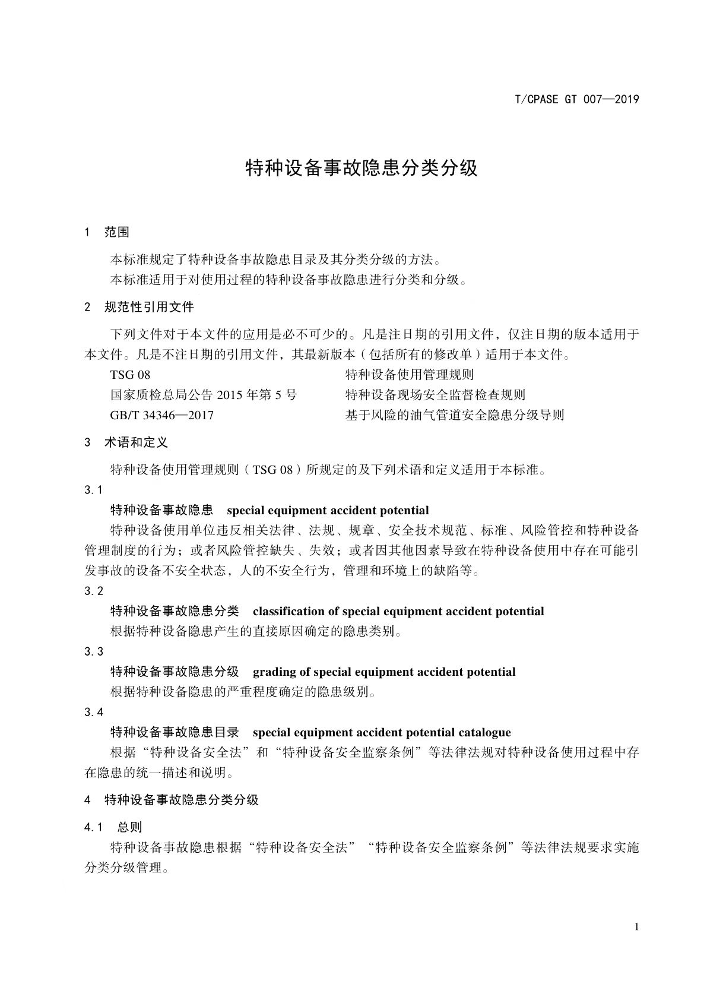 T/CPASE GT 007—2019
特种设备事故隐患分类分级
1 范围
本标准规定了特种设备事故隐患目录及其分类分级的方法。
本标准适用于对使用过程的特种设备事故隐患进行分类和分级。
2 规范性引用文件
下列文件对于本文件的应用是必不可少的。凡是注日期的引用文件，仅注日期的版本适用于
本文件。凡是不注日期的引用文件，其最新版本（包括所有的修改单）适用于本文件。
TSG 08 特种设备使用管理规则
国家质检总局公告 2015 年第 5 号 特种设备现场安全监督检查规则
GB/T 34346—2017 基于风险的油气管道安全隐患分级导则
3 术语和定义
特种设备使用管理规则（TSG 08）所规定的及下列术语和定义适用于本标准。
3.1
特种设备事故隐患 special equipment accident potential
特种设备使用单位违反相关法律、法规、规章、安全技术规范、标准、风险管控和特种设备
管理制度的行为；或者风险管控缺失、失效；或者因其他因素导致在特种设备使用中存在可能引
发事故的设备不安全状态，人的不安全行为，管理和环境上的缺陷等。
3.2
特种设备事故隐患分类 classification of special equipment accident potential
根据特种设备隐患产生的直接原因确定的隐患类别。
3.3
特种设备事故隐患分级 grading of special equipment accident potential
根据特种设备隐患的严重程度确定的隐患级别。
3.4
特种设备事故隐患目录 special equipment accident potential catalogue
根据“特种设备安全法”和“特种设备安全监察条例”等法律法规对特种设备使用过程中存
在隐患的统一描述和说明。
4 特种设备事故隐患分类分级
4.1 总则
特种设备事故隐患根据“特种设备安全法”“特种设备安全监察条例”等法律法规要求实施
分类分级管理。
1